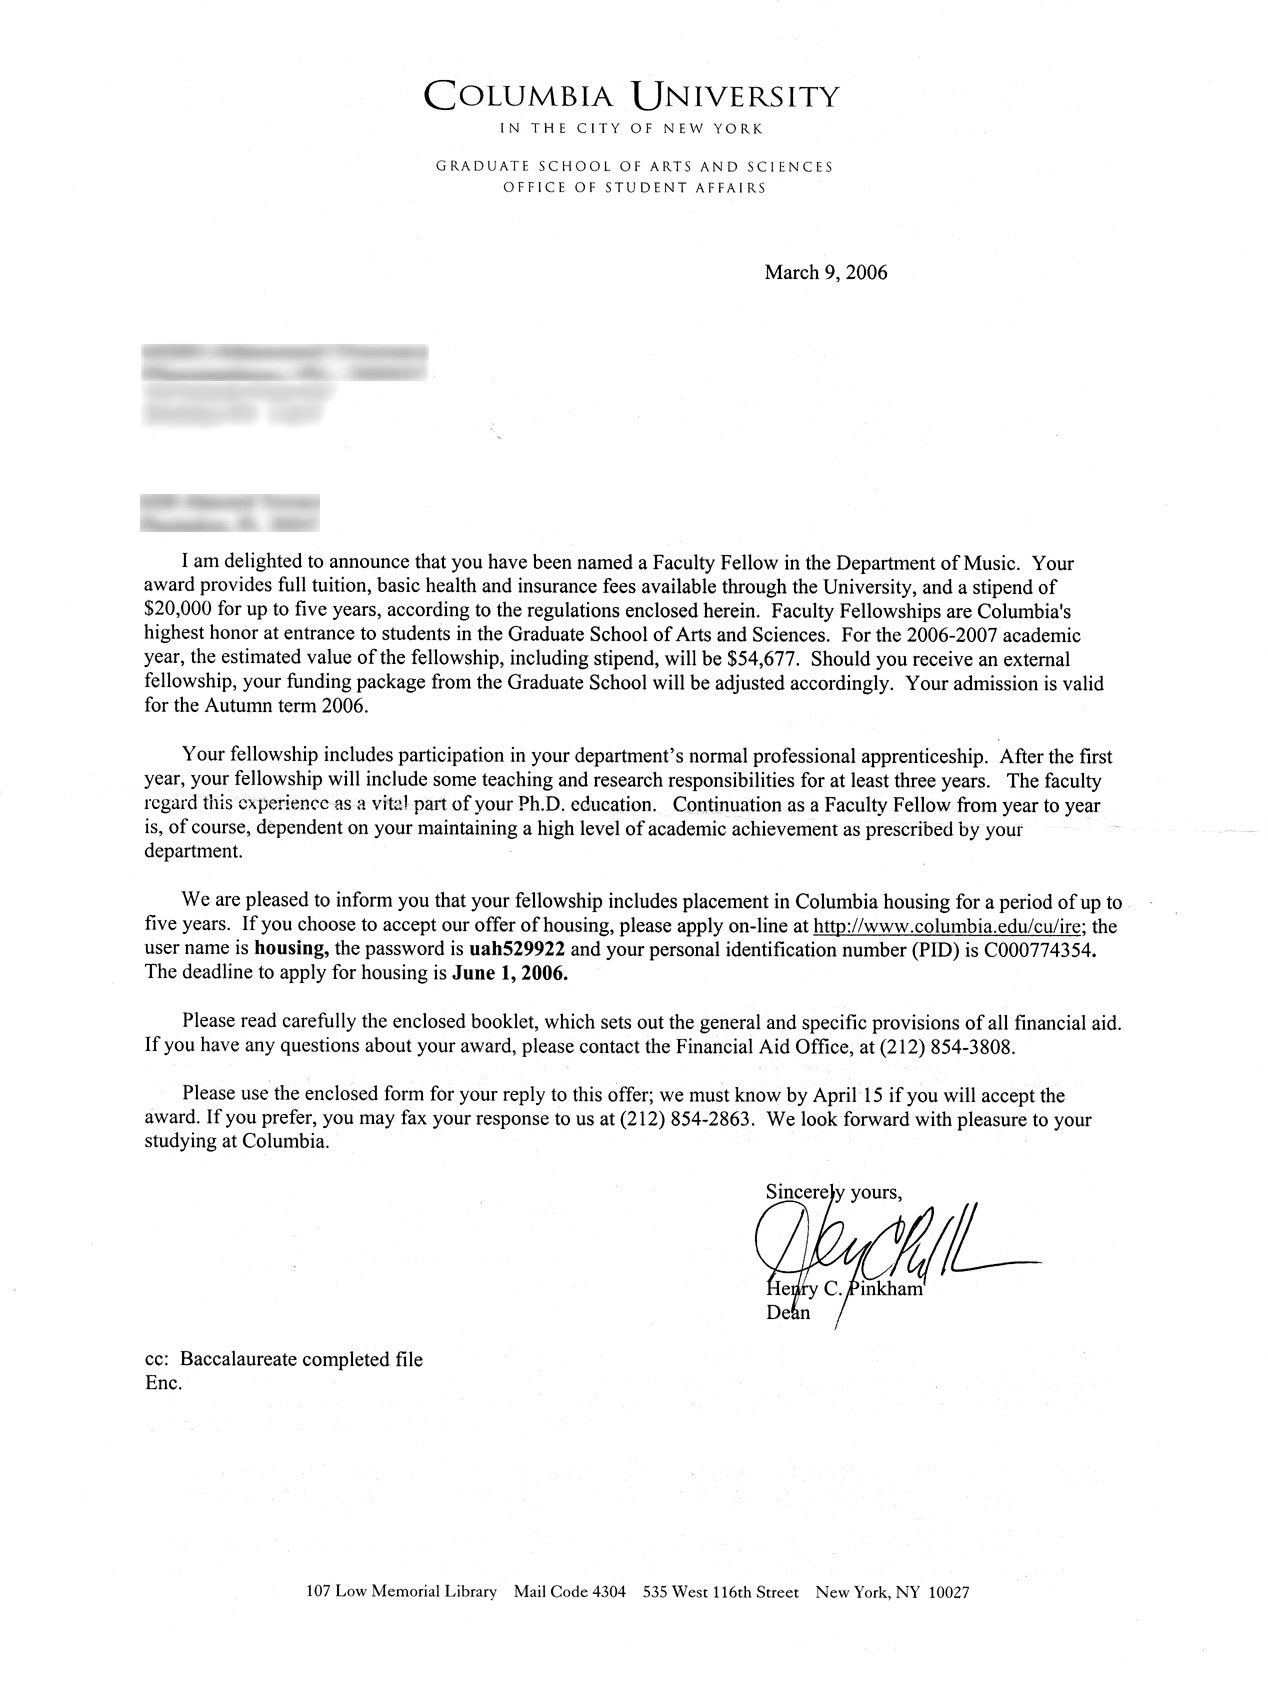 COLUMBIA UNIVERSITY
IN THE CITY OF NEW YORK
GRADUATE SCHOOL OF ARTS AND SCIENCES
OFFICE OF STUDENT AFFAIRS
March 9, 2006
I am delighted to announce that you have been named a Faculty Fellow in the Department of Music.  Your
award provides full tuition, basic health and insurance fees available through the University, and a stipend of
$20,000 for up to five years, according to the regulations enclosed herein.  Faculty Fellowships are Columbia's
highest honor at entrance to students in the Graduate School of Arts and Sciences.  For the 2006-2007 academic
year, the estimated value of the fellowship, including stipend, will be $54,677.  Should you receive an external
fellowship, your funding package from the Graduate School will be adjusted accordingly.  Your admission is valid
for the Autumn term 2006.
Your fellowship includes participation in your department’s normal professional apprenticeship.  After the first
year, your fellowship will include some teaching and research responsibilities for at least three years.   The faculty
regard this experience as a vital part of your Ph.D. education.   Continuation as a Faculty Fellow from year to year
is, of course, dependent on your maintaining a high level of academic achievement as prescribed by your
department.
We are pleased to inform you that your fellowship includes placement in Columbia housing for a period of up to
five years.  If you choose to accept our offer of housing, please apply on-line at http://www.columbia.edu/cu/ire; the
user name is housing, the password is uah529922 and your personal identification number (PID) is C000774354.
The deadline to apply for housing is June 1, 2006.
Please read carefully the enclosed booklet, which sets out the general and specific provisions of all financial aid.
If you have any questions about your award, please contact the Financial Aid Office, at (212) 854-3808.
Please use the enclosed form for your reply to this offer; we must know by April 15 if you will accept the
award. If you prefer, you may fax your response to us at (212) 854-2863.  We look forward with pleasure to your
studying at Columbia.
Sincerely yours,
Henry C. Pinkham
Dean
cc:  Baccalaureate completed file
Enc.
107 Low Memorial Library   Mail Code 4304   535 West 116th Street   New York, NY  10027